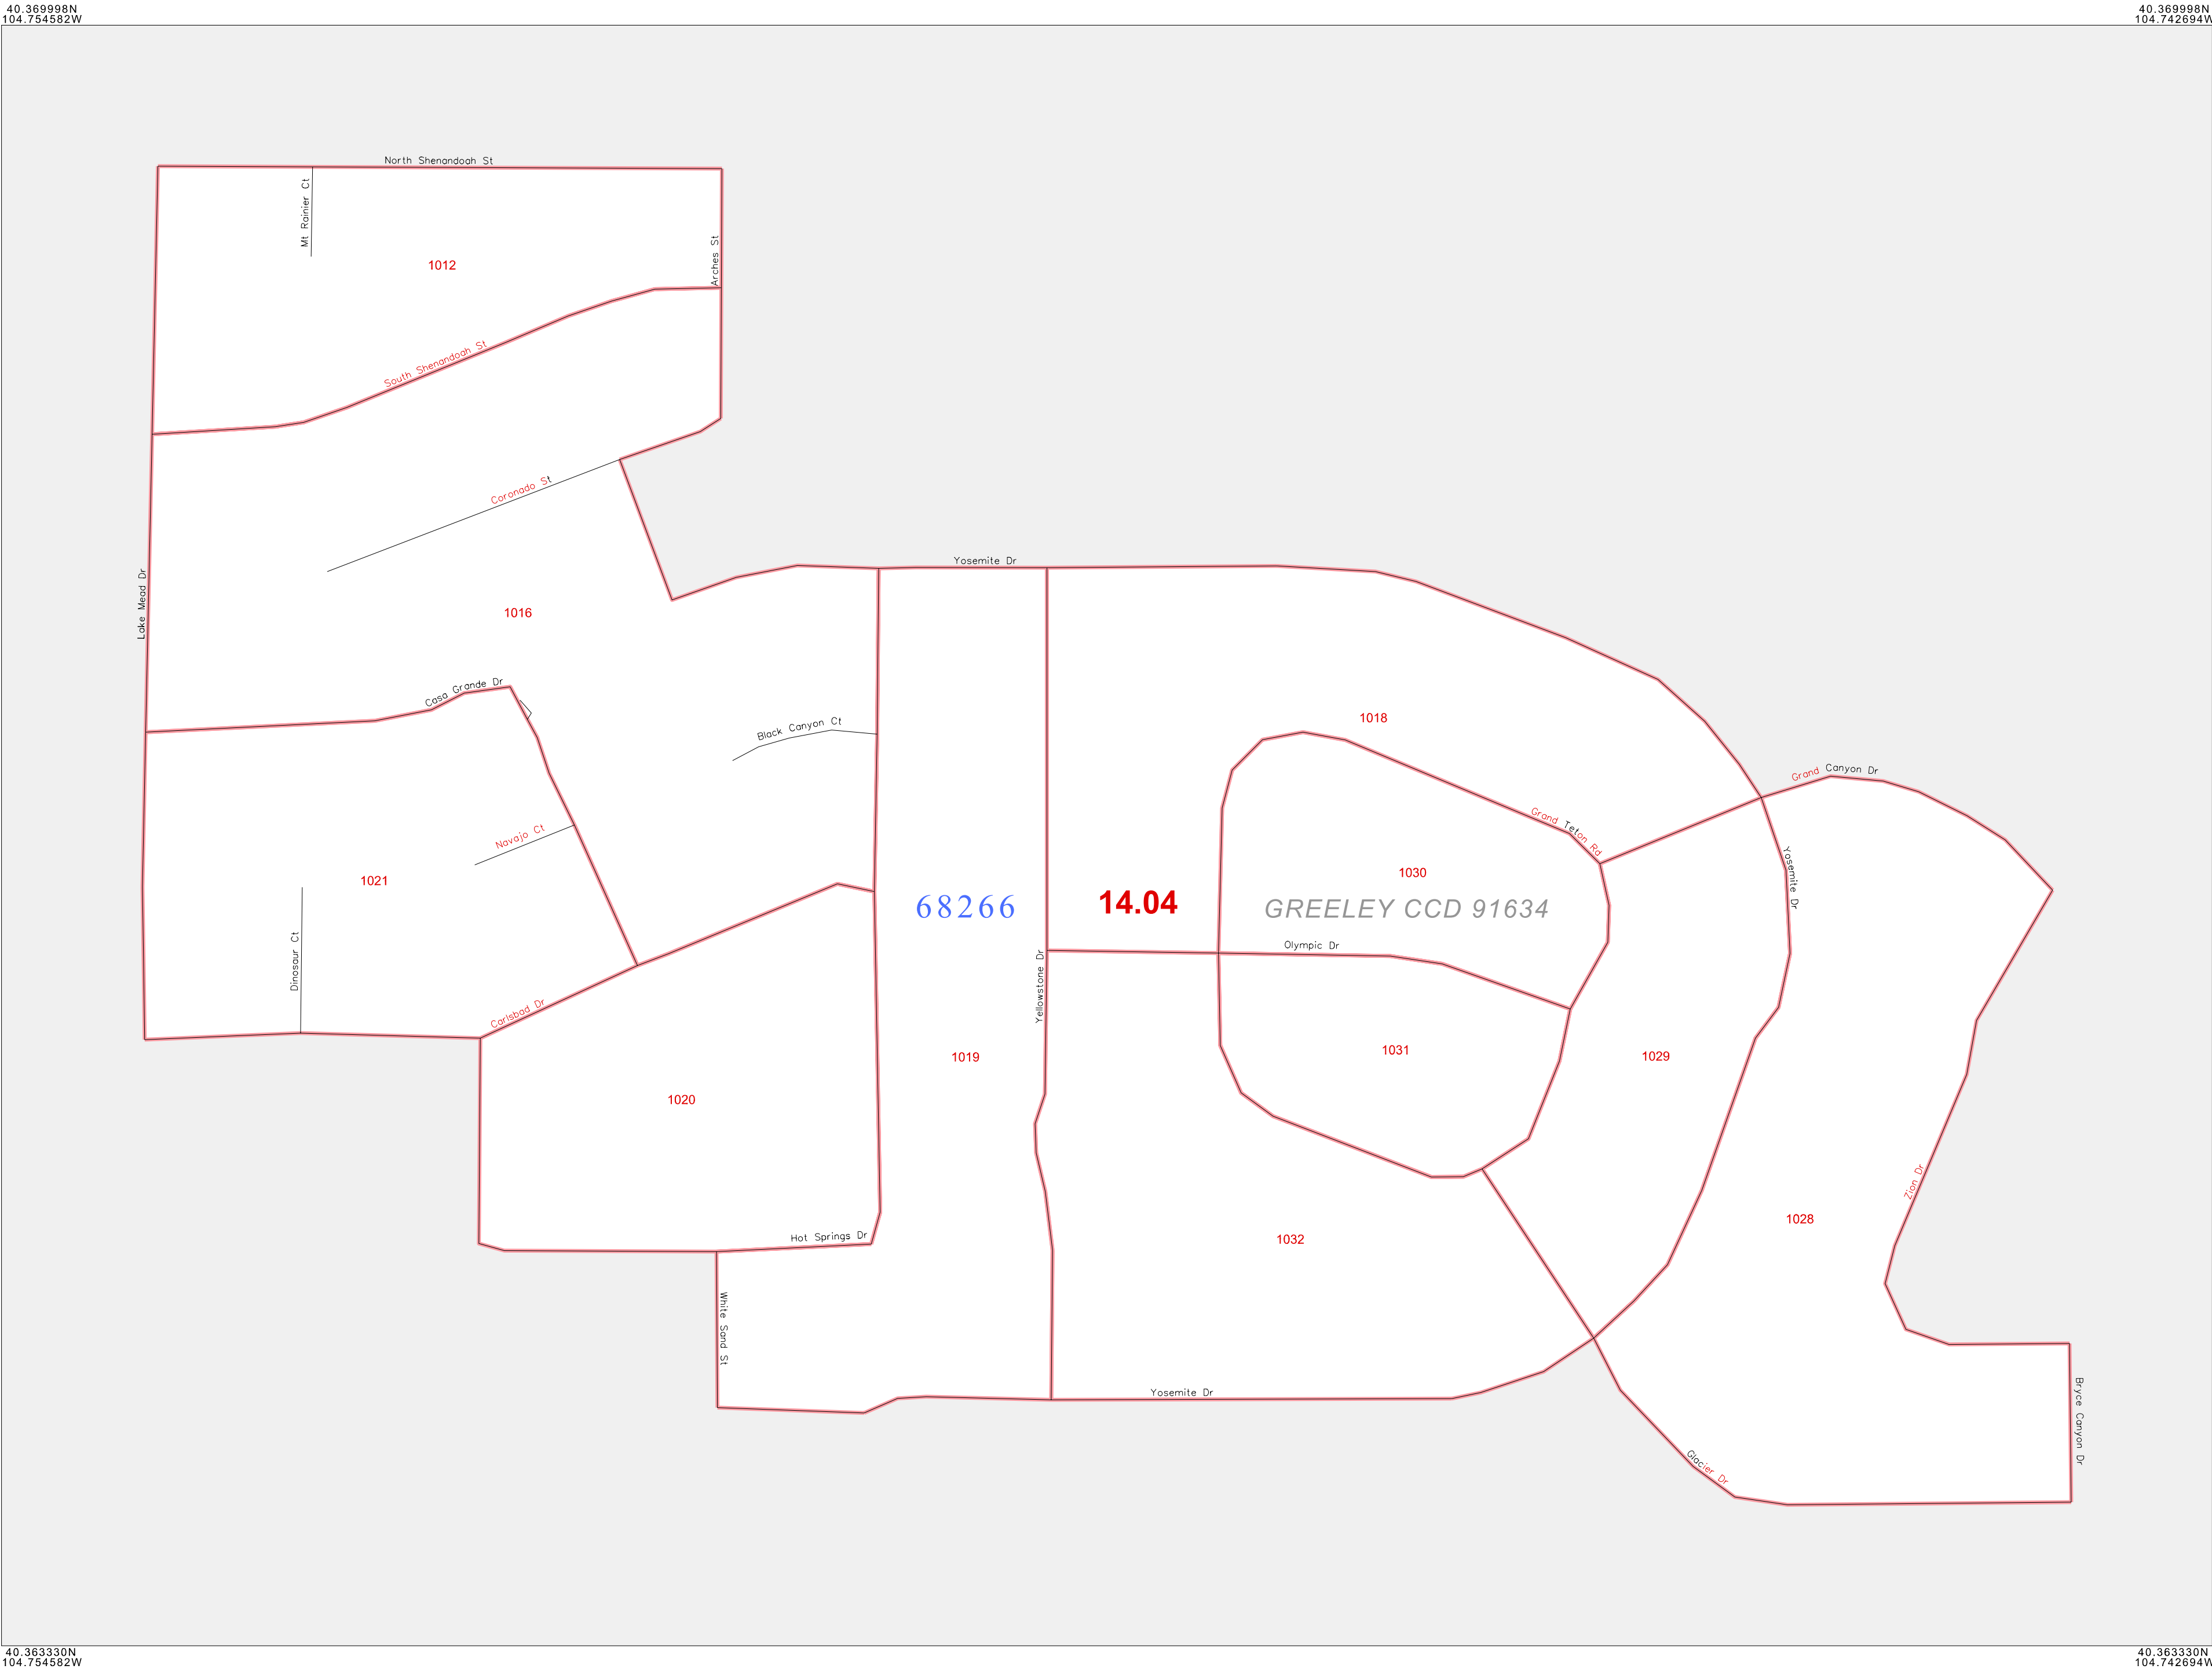 40.369998N
104.754582W
40.369998N
104.742694W
North Shenandoah St
Mt Rainier Ct
Arches St
1012
South Shenandoah St
Coronado St
Lake Mead Dr
Yosemite Dr
1016
Casa Grande Dr
Black Canyon Ct
1018
Grand Canyon Dr
Grand Teton Rd
Navajo Ct
1021
1030
Yosemite Dr
68266
14.04
GREELEY CCD 91634
Dinosaur Ct
Olympic Dr
Yellowstone Dr
Carlsbad Dr
1019
1031
1029
1020
Zion Dr
1028
Hot Springs Dr
1032
White Sand St
Yosemite Dr
Bryce Canyon Dr
Glacier Dr
40.363330N
104.754582W
40.363330N
104.742694W